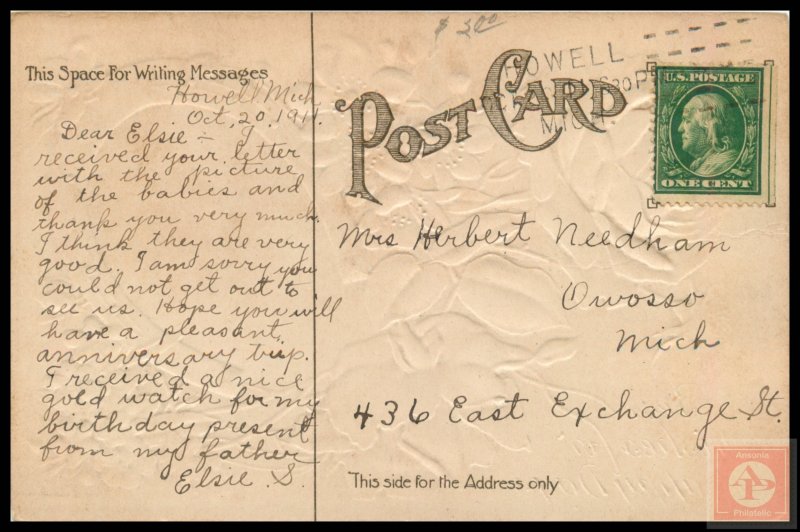 $ 3.00
This Space For Writing Messages
POST CARD
HOWELL
MICH.
U.S. POSTAGE
ONE CENT
Howell, Mich.
Oct, 20, 1911.
Dear Elsie - I
received your letter
with the picture
of the babies and
thank you very much.
I think they are very
good. I am sorry you
could not get out to
see us. Hope you will
have a pleasant
anniversary trip.
I received a nice
gold watch for my
birthday present
from my father
Elsie S.
Mrs Herbert Needham
Owosso
Mich
436 East Exchange St.
This side for the Address only
Ansonia
Philatelic